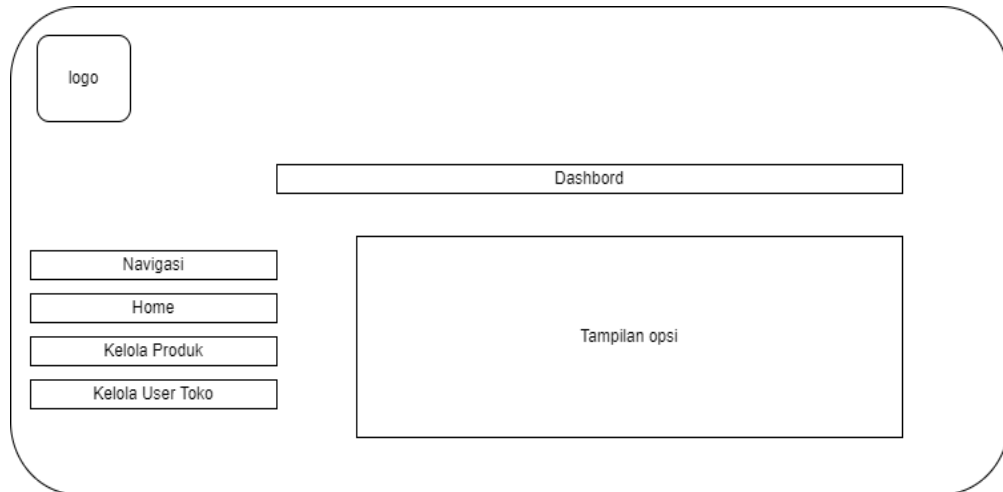 logo
Dashbord
Navigasi
Home
Kelola Produk
Kelola User Toko
Tampilan opsi